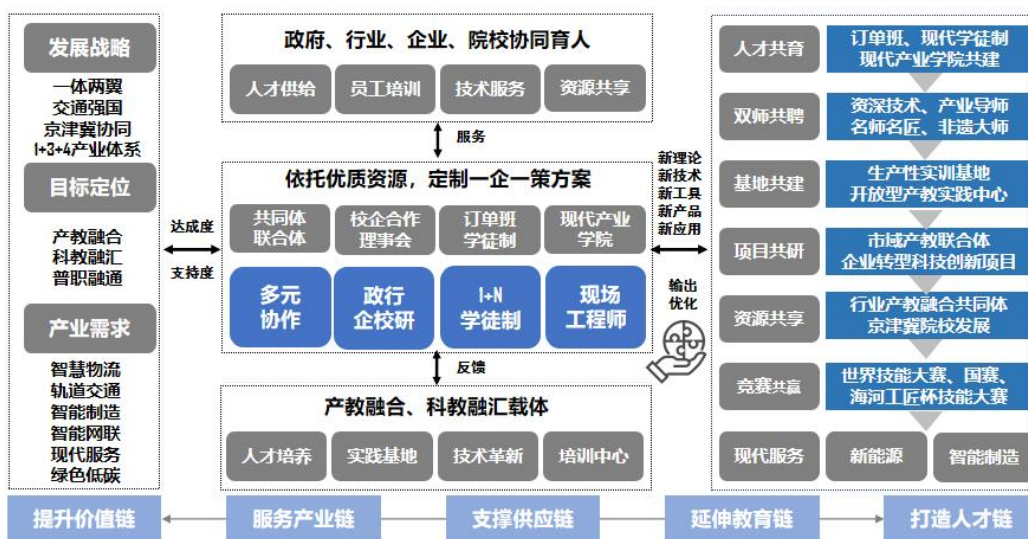 发展战略
一体两翼
交通强国
京津冀协同
1+3+4产业体系
目标定位
产教融合
科教融汇
普职融通
产业需求
智慧物流
轨道交通
智能制造
智能网联
现代服务
绿色低碳
达成度
支持度
政府、行业、企业、院校协同育人
人才供给
员工培训
技术服务
资源共享
服务
依托优质资源，定制一企一策方案
共同体
联合体
校企合作
理事会
订单班
学徒制
现代产业
学院
多元
协作
政行
企校研
1+N
学徒制
现场
工程师
反馈
产教融合、科教融汇载体
人才培养
实践基地
技术革新
培训中心
新理论
新技术
新工具
新产品
新应用
输出
优化
人才共育
订单班、现代学徒制
现代产业学院共建
双师共聘
资深技术、产业导师
名师名匠、非遗大师
基地共建
生产性实训基地
开放型产教实践中心
项目共研
市域产教联合体
企业转型科技创新项目
资源共享
行业产教融合共同体
京津冀院校发展
竞赛共赢
世界技能大赛、国赛、
海河工匠杯技能大赛
现代服务
新能源
智能制造
提升价值链
服务产业链
支撑供应链
延伸教育链
打造人才链